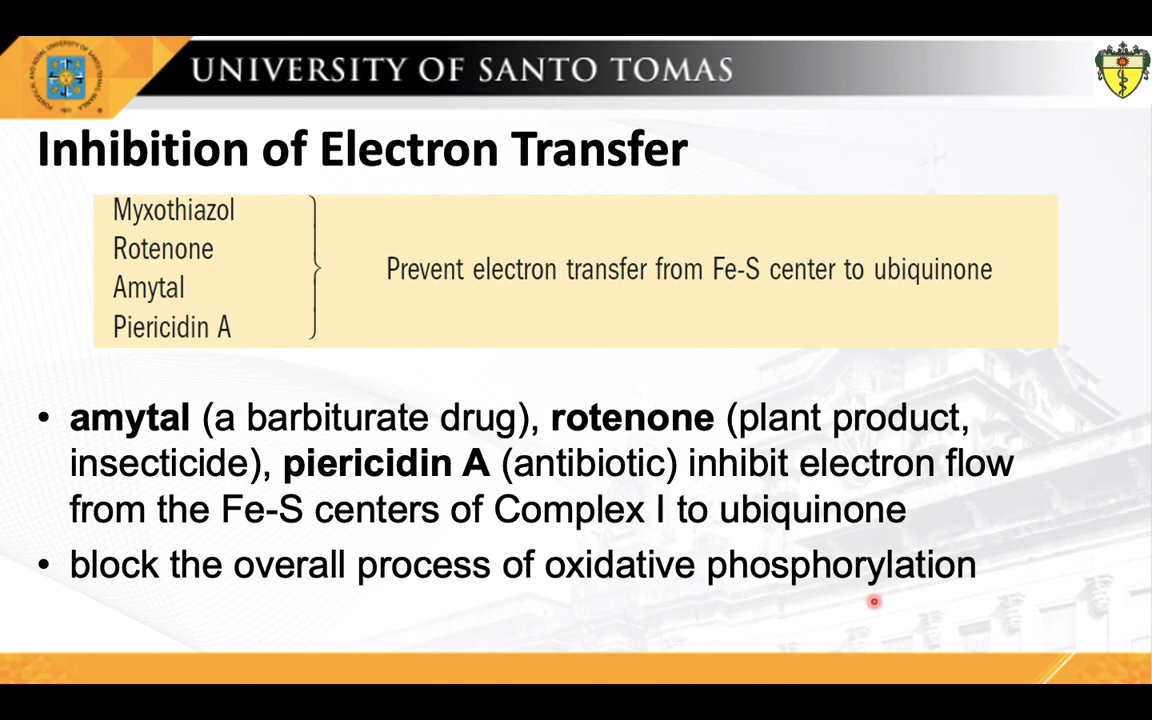 UNIVERSITY OF SANTO TOMAS
Inhibition of Electron Transfer
Myxothiazol
Rotenone
Amytal
Piericidin A
Prevent electron transfer from Fe-S center to ubiquinone
• amytal (a barbiturate drug), rotenone (plant product,
insecticide), piericidin A (antibiotic) inhibit electron flow
from the Fe-S centers of Complex I to ubiquinone
• block the overall process of oxidative phosphorylation